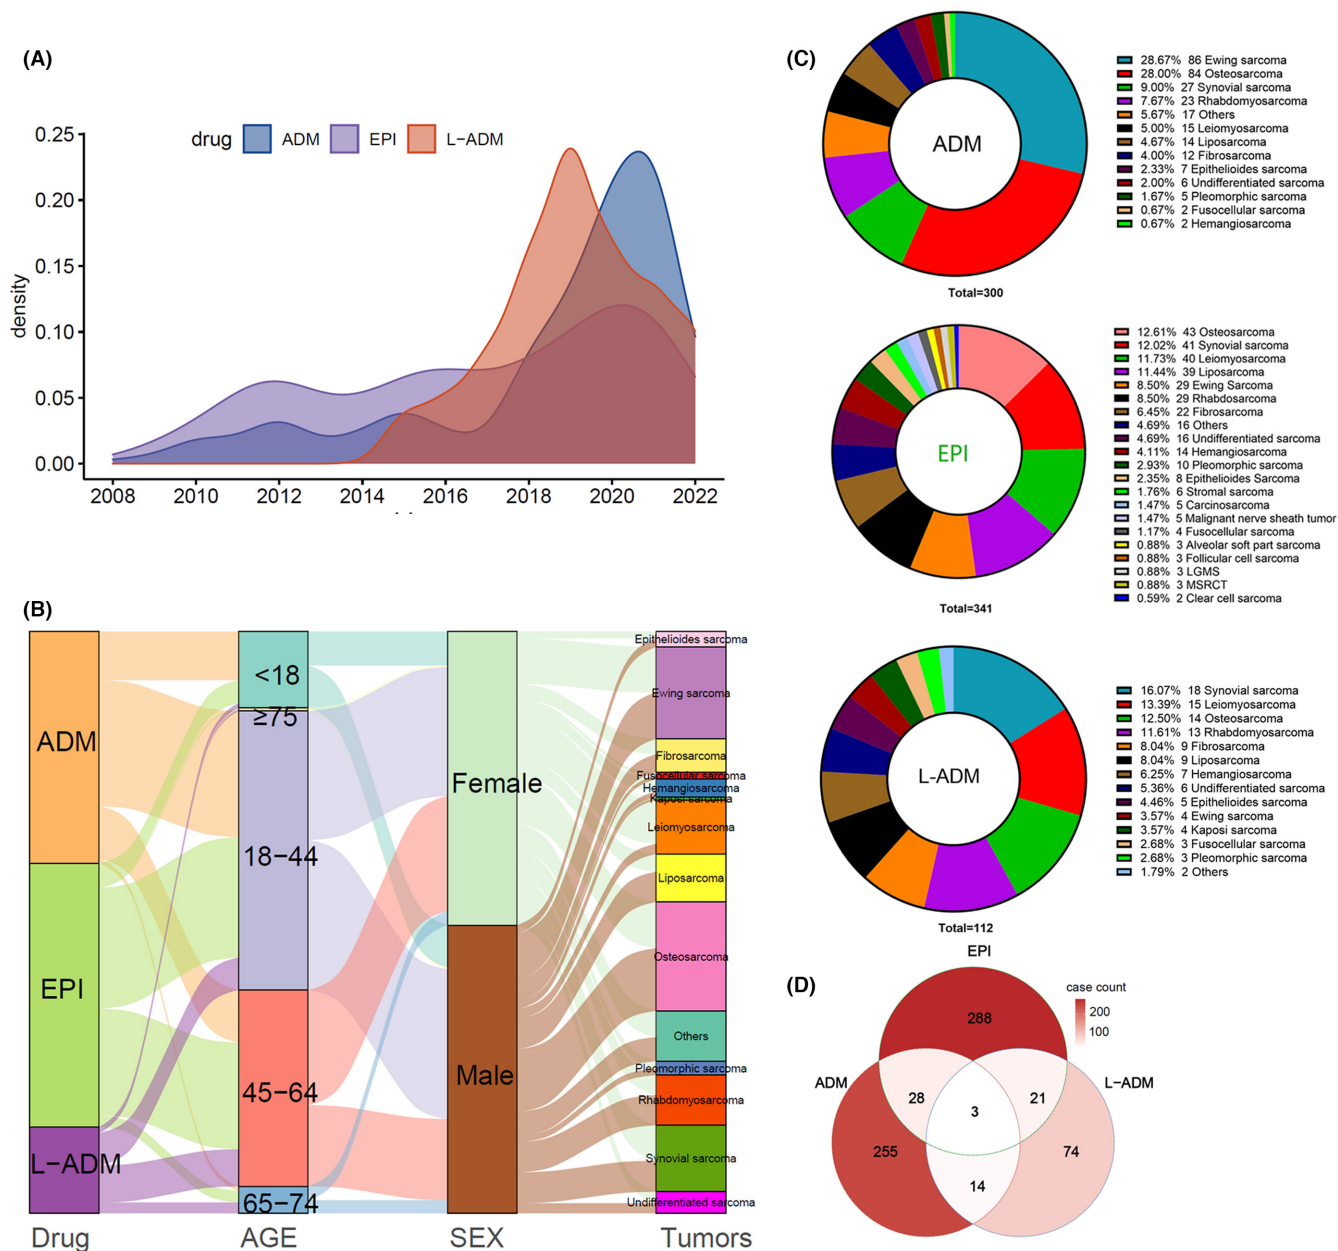 (A)
drug ADM EPI L-ADM
0.25
0.20
0.15
0.10
0.05
0.00
density
2008 2010 2012 2014 2016 2018 2020 2022
(B)
ADM
EPI
L-ADM
<18
≥75
18-44
45-64
65-74
Female
Male
Epithelioides sarcoma
Ewing sarcoma
Fibrosarcoma
Fusocellular sarcoma
Hemangiosarcoma
Kaposi sarcoma
Leiomyosarcoma
Liposarcoma
Osteosarcoma
Others
Pleomorphic sarcoma
Rhabdomyosarcoma
Synovial sarcoma
Undifferentiated sarcoma
Drug AGE SEX Tumors
(C)
ADM
28.67% 86 Ewing sarcoma
28.00% 84 Osteosarcoma
9.00% 27 Synovial sarcoma
7.67% 23 Rhabdomyosarcoma
5.67% 17 Others
5.00% 15 Leiomyosarcoma
4.67% 14 Liposarcoma
4.00% 12 Fibrosarcoma
2.33% 7 Epithelioides sarcoma
2.00% 6 Undifferentiated sarcoma
1.67% 5 Pleomorphic sarcoma
0.67% 2 Fusocellular sarcoma
0.67% 2 Hemangiosarcoma
Total=300
EPI
12.61% 43 Osteosarcoma
12.02% 41 Synovial sarcoma
11.73% 40 Leiomyosarcoma
11.44% 39 Liposarcoma
8.50% 29 Ewing Sarcoma
8.50% 29 Rhabdosarcoma
6.45% 22 Fibrosarcoma
4.69% 16 Others
4.69% 16 Undifferentiated sarcoma
4.11% 14 Hemangiosarcoma
2.93% 10 Pleomorphic sarcoma
2.35% 8 Epithelioides Sarcoma
1.76% 6 Stromal sarcoma
1.47% 5 Carcinosarcoma
1.47% 5 Malignant nerve sheath tumor
1.17% 4 Fusocellular sarcoma
0.88% 3 Alveolar soft part sarcoma
0.88% 3 Follicular cell sarcoma
0.88% 3 LGMS
0.88% 3 MSRCT
0.59% 2 Clear cell sarcoma
Total=341
L-ADM
16.07% 18 Synovial sarcoma
13.39% 15 Leiomyosarcoma
12.50% 14 Osteosarcoma
11.61% 13 Rhabdomyosarcoma
8.04% 9 Fibrosarcoma
8.04% 9 Liposarcoma
6.25% 7 Hemangiosarcoma
5.36% 6 Undifferentiated sarcoma
4.46% 5 Epithelioides sarcoma
3.57% 4 Ewing sarcoma
3.57% 4 Kaposi sarcoma
2.68% 3 Fusocellular sarcoma
2.68% 3 Pleomorphic sarcoma
1.79% 2 Others
Total=112
(D)
EPI
case count
200
100
288
ADM
L-ADM
28
3
21
255
74
14